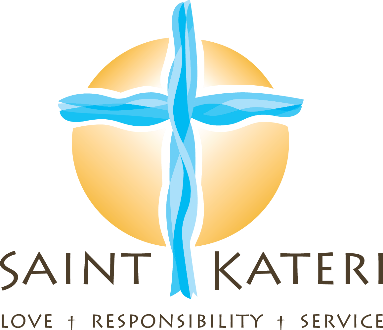 SAINT KATERI
LOVE † RESPONSIBILITY † SERVICE